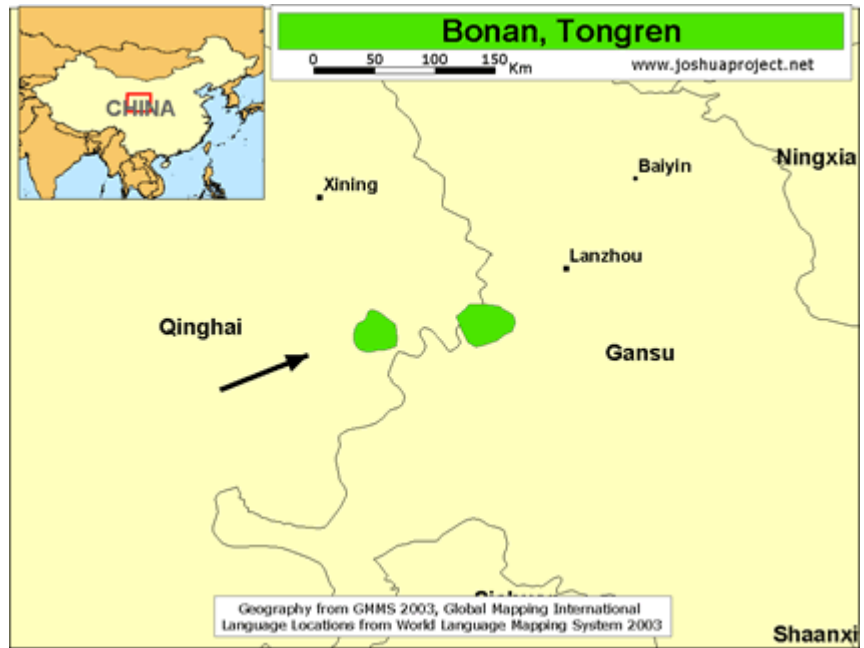 Bonan, Tongren
0 50 100 150 Km
www.joshuaproject.net
CHINA
Ningxia
Baiyin
Xining
Lanzhou
Qinghai
Gansu
Geography from GMMS 2003, Global Mapping International
Language Locations from World Language Mapping System 2003
Shaanxi